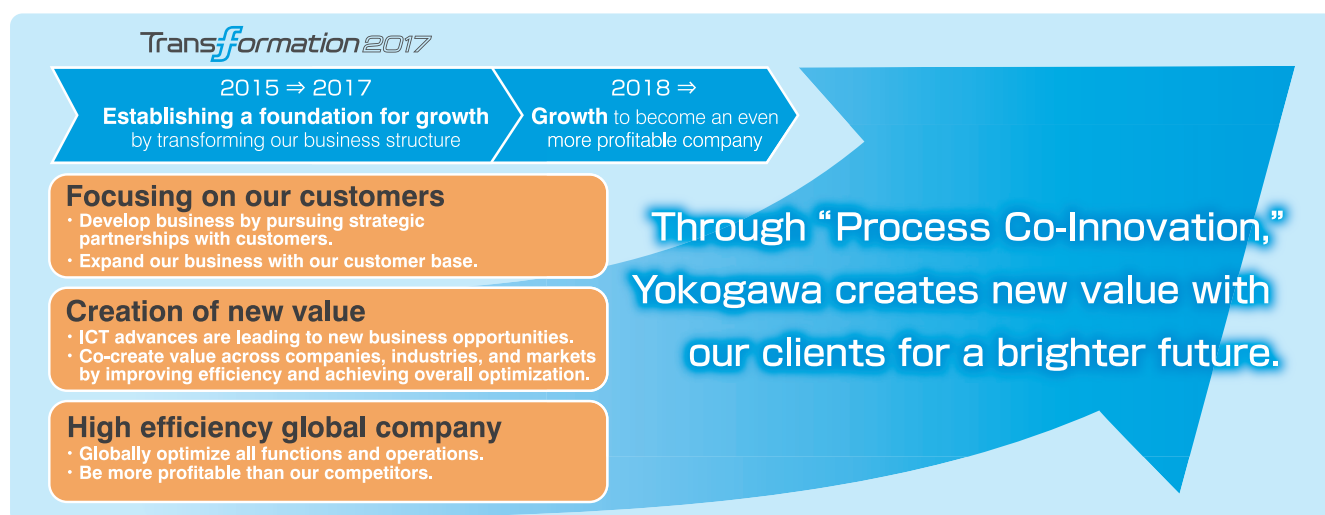 Transformation 2017
2015 ⇒ 2017
Establishing a foundation for growth
by transforming our business structure
2018 ⇒
Growth to become an even
more profitable company
Focusing on our customers
・Develop business by pursuing strategic
partnerships with customers.
・Expand our business with our customer base.
Creation of new value
・ICT advances are leading to new business opportunities.
・Co-create value across companies, industries, and markets
by improving efficiency and achieving overall optimization.
High efficiency global company
・Globally optimize all functions and operations.
・Be more profitable than our competitors.
Through “Process Co-Innovation,”
Yokogawa creates new value with
our clients for a brighter future.